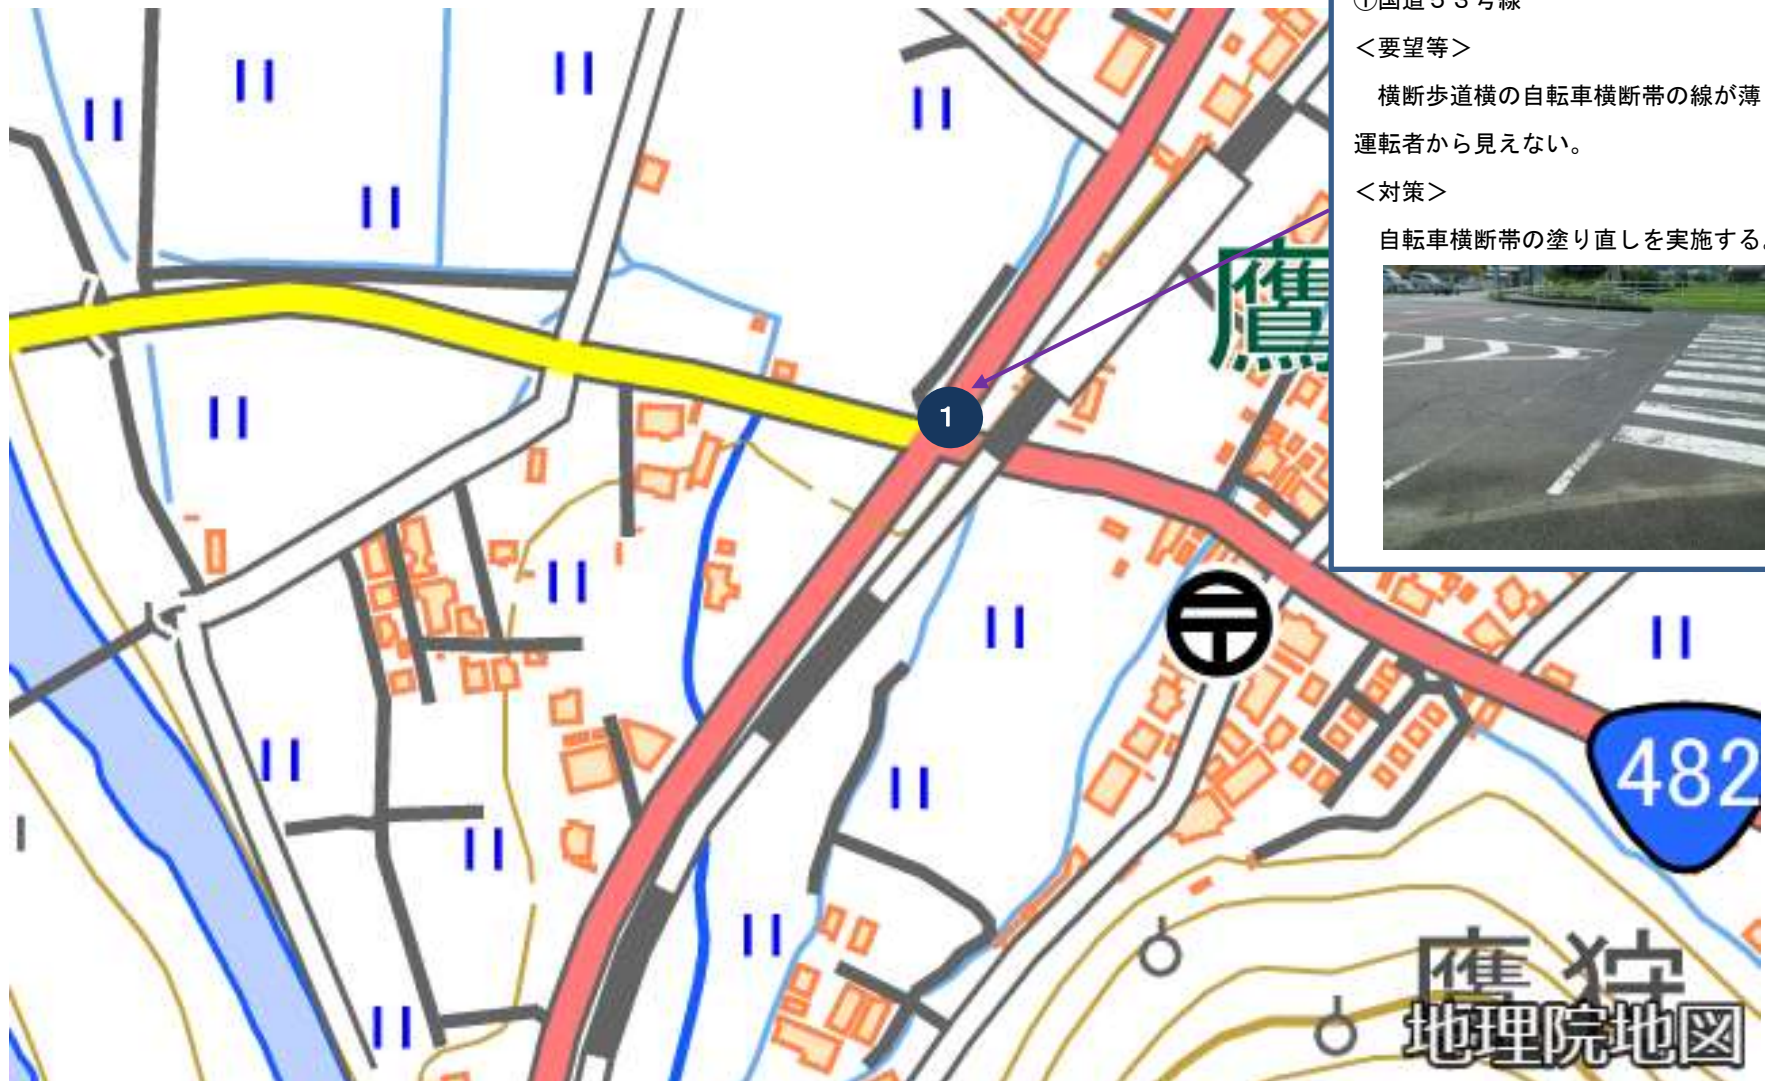 ①国道53号線
<要望等>
横断歩道横の自転車横断帯の線が薄
運転者から見えない。
<対策>
自転車横断帯の塗り直しを実施する。
鷹
1
482
鷹狩
地理院地図